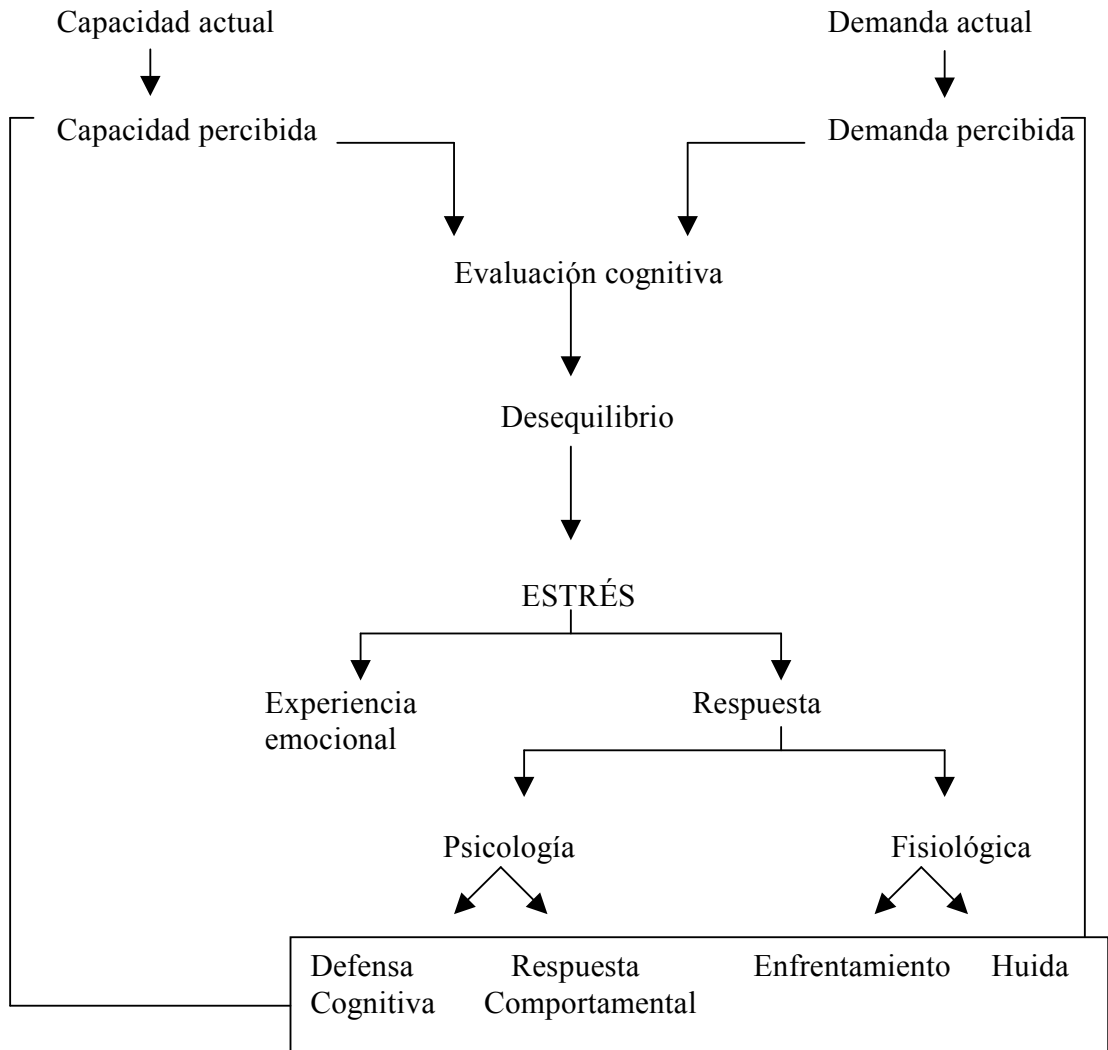 Capacidad actual
Demanda actual
Capacidad percibida
Demanda percibida
Evaluación cognitiva
Desequilibrio
ESTRÉS
Experiencia
emocional
Respuesta
Psicología
Fisiológica
Defensa
Cognitiva
Respuesta
Comportamental
Enfrentamiento
Huida